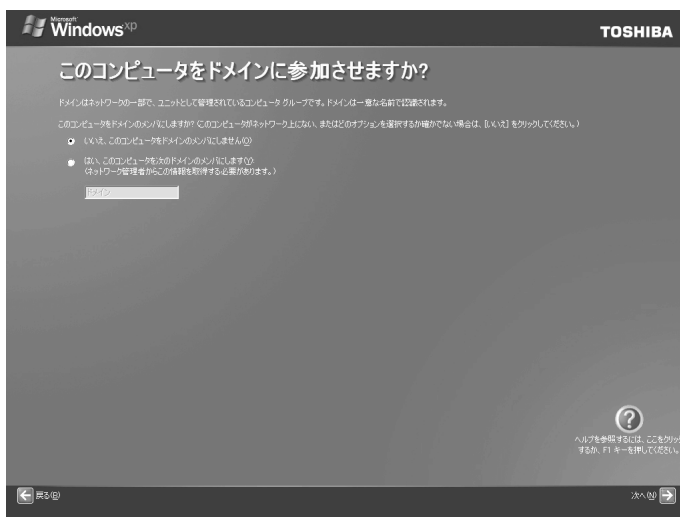 Microsoft
Windows xp
TOSHIBA
このコンピュータをドメインに参加させますか?
ドメインはネットワークの一部で、ユニットとして管理されているコンピュータ グループです。ドメインは一意な名前で認識されます。
このコンピュータをドメインのメンバにしますか? (このコンピュータがネットワーク上にない、またはどのオプションを選択するか確かでない場合は、[いいえ] をクリックしてください。)
いいえ、このコンピュータをドメインのメンバにしません(O)
はい、このコンピュータを次のドメインのメンバにします(Y):
(ネットワーク管理者からこの情報を取得する必要があります。)
ドメイン
ヘルプを参照するには、ここをクリッ
するか、F1 キーを押してください。
戻る(B)
次へ(N)